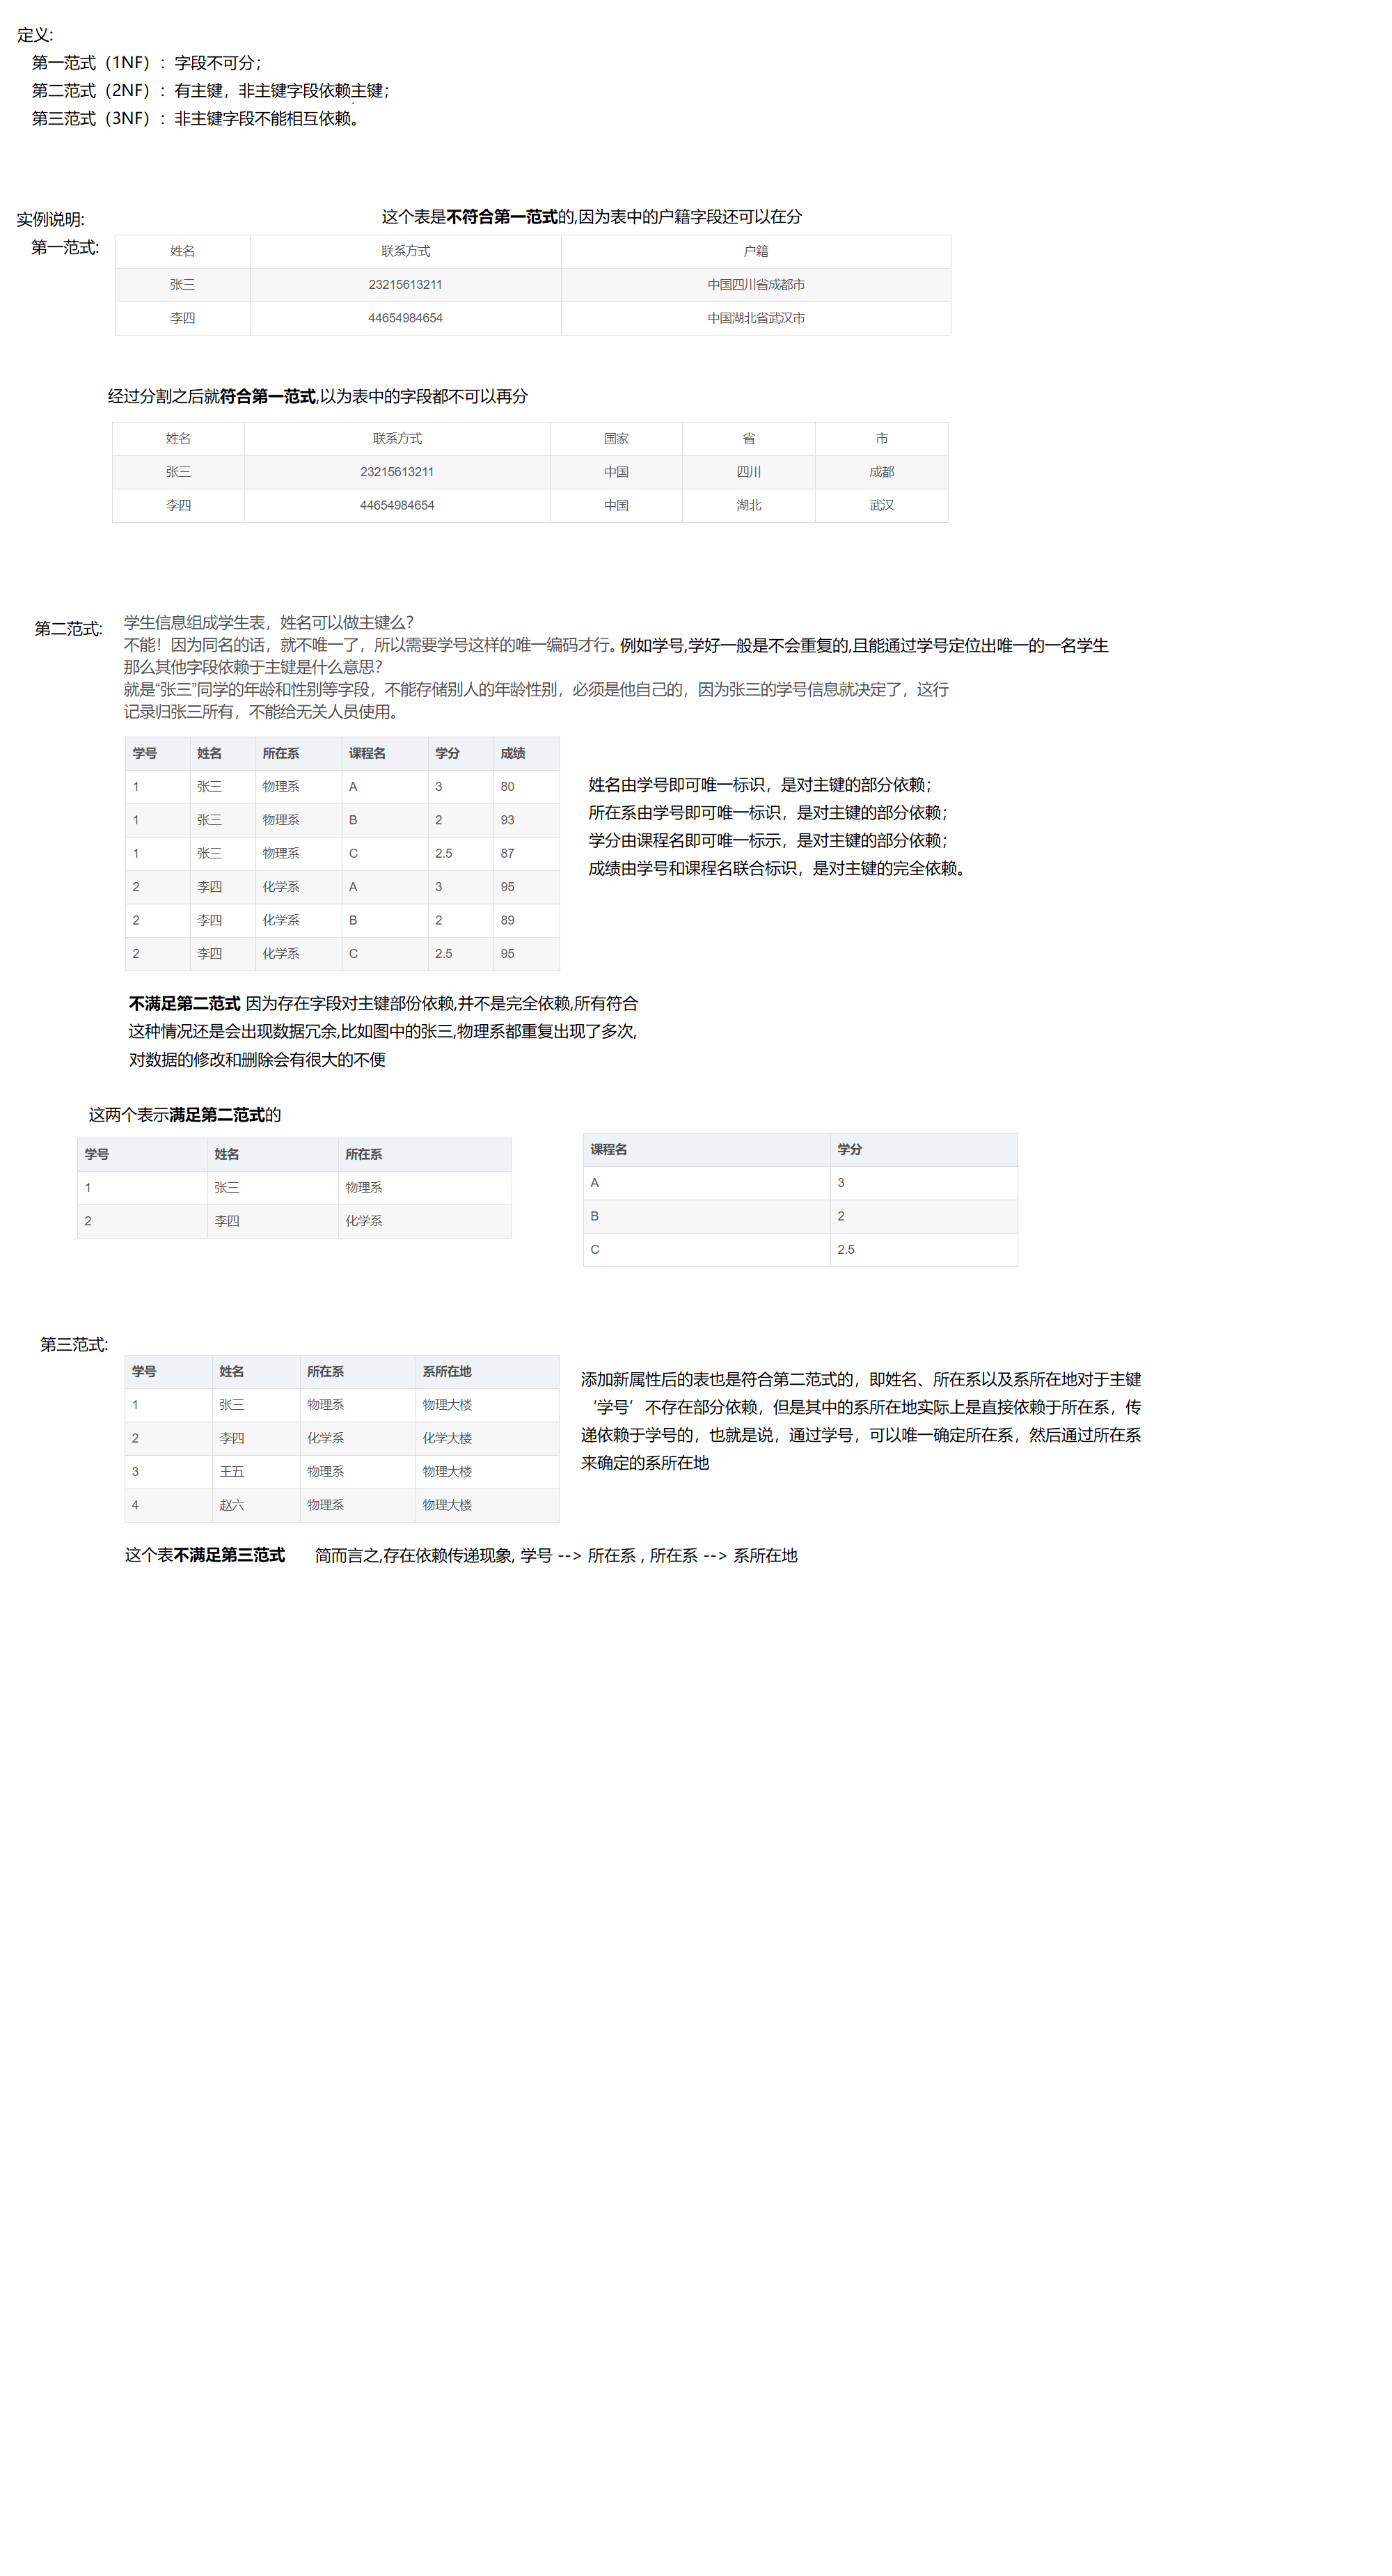 定义:
第一范式（1NF）：字段不可分；
第二范式（2NF）：有主键，非主键字段依赖主键；
第三范式（3NF）：非主键字段不能相互依赖。
实例说明:
这个表是不符合第一范式的,因为表中的户籍字段还可以在分
第一范式:
姓名 联系方式 户籍
张三 23215613211 中国四川省成都市
李四 44654984654 中国湖北省武汉市
经过分割之后就符合第一范式,以为表中的字段都不可以再分
姓名 联系方式 国家 省 市
张三 23215613211 中国 四川 成都
李四 44654984654 中国 湖北 武汉
第二范式:
学生信息组成学生表，姓名可以做主键么？
不能！因为同名的话，就不唯一了，所以需要学号这样的唯一编码才行。例如学号,学好一般是不会重复的,且能通过学号定位出唯一的一名学生
那么其他字段依赖于主键是什么意思？
就是“张三”同学的年龄和性别等字段，不能存储别人的年龄性别，必须是他自己的，因为张三的学号信息就决定了，这行
记录归张三所有，不能给无关人员使用。
学号 姓名 所在系 课程名 学分 成绩
1 张三 物理系 A 3 80
1 张三 物理系 B 2 93
1 张三 物理系 C 2.5 87
2 李四 化学系 A 3 95
2 李四 化学系 B 2 89
2 李四 化学系 C 2.5 95
姓名由学号即可唯一标识，是对主键的部分依赖；
所在系由学号即可唯一标识，是对主键的部分依赖；
学分由课程名即可唯一标示，是对主键的部分依赖；
成绩由学号和课程名联合标识，是对主键的完全依赖。
不满足第二范式 因为存在字段对主键部份依赖,并不是完全依赖,所有符合
这种情况还是会出现数据冗余,比如图中的张三,物理系都重复出现了多次,
对数据的修改和删除会有很大的不便
这两个表示满足第二范式的
学号 姓名 所在系
1 张三 物理系
2 李四 化学系
课程名 学分
A 3
B 2
C 2.5
第三范式:
学号 姓名 所在系 系所在地
1 张三 物理系 物理大楼
2 李四 化学系 化学大楼
3 王五 物理系 物理大楼
4 赵六 物理系 物理大楼
添加新属性后的表也是符合第二范式的，即姓名、所在系以及系所在地对于主键
‘学号’不存在部分依赖，但是其中的系所在地实际上是直接依赖于所在系，传
递依赖于学号的，也就是说，通过学号，可以唯一确定所在系，然后通过所在系
来确定的系所在地
这个表不满足第三范式 简而言之,存在依赖传递现象, 学号 --> 所在系 , 所在系 --> 系所在地